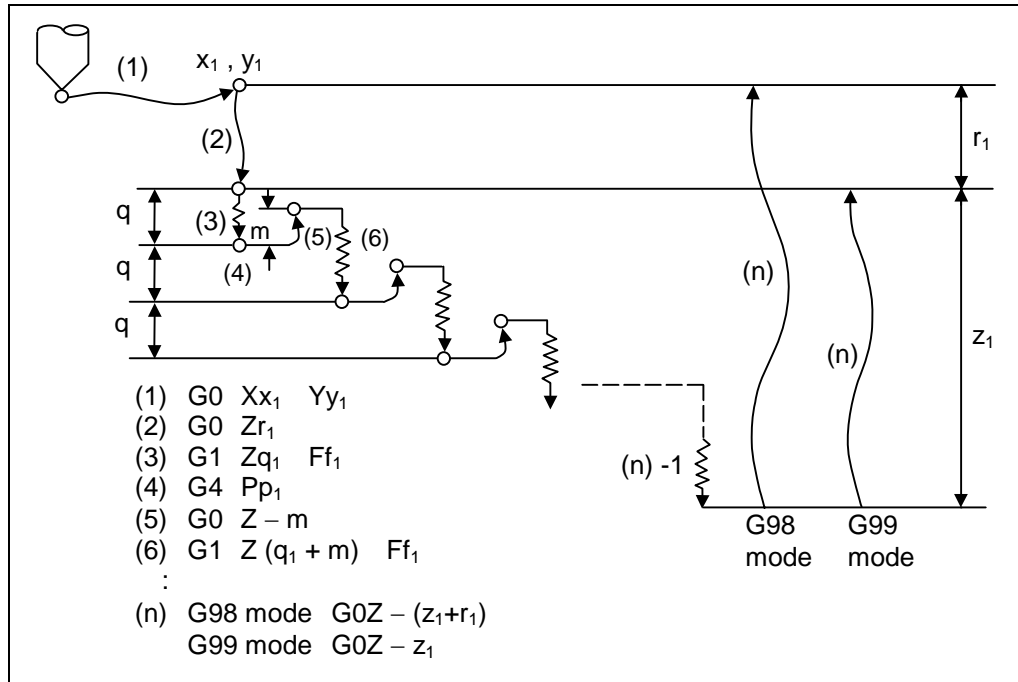 (1)
x₁ , y₁
(2)
r₁
q
(3)
m
(5)
(6)
(4)
q
q
(n)
(n)
z₁
(n) -1
G98 mode
G99 mode
(1) G0 Xx₁ Yy₁
(2) G0 Zr₁
(3) G1 Zq₁ Ff₁
(4) G4 Pp₁
(5) G0 Z – m
(6) G1 Z (q₁ + m) Ff₁
:
(n) G98 mode G0Z – (z₁+r₁)
G99 mode G0Z – z₁